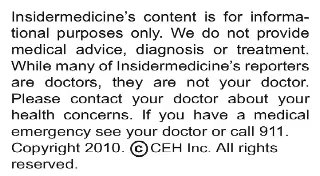 Insidermedicine's content is for informa-
tional purposes only. We do not provide
medical advice, diagnosis or treatment.
While many of Insidermedicine's reporters
are doctors, they are not your doctor.
Please contact your doctor about your
health concerns. If you have a medical
emergency see your doctor or call 911.
Copyright 2010. © CEH Inc. All rights
reserved.